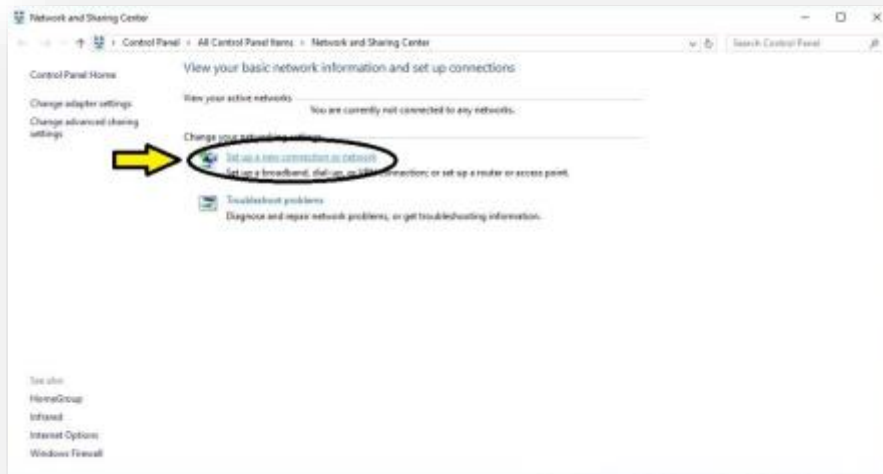 Network and Sharing Center
Control Panel › All Control Panel Items › Network and Sharing Center
Search Control Panel
Control Panel Home
Change adapter settings
Change advanced sharing
settings
View your basic network information and set up connections
View your active networks
You are currently not connected to any networks.
Change your networking settings
Set up a new connection or network
Set up a broadband, dial-up, or VPN connection; or set up a router or access point.
Troubleshoot problems
Diagnose and repair network problems, or get troubleshooting information.
See also
HomeGroup
Infrared
Internet Options
Windows Firewall